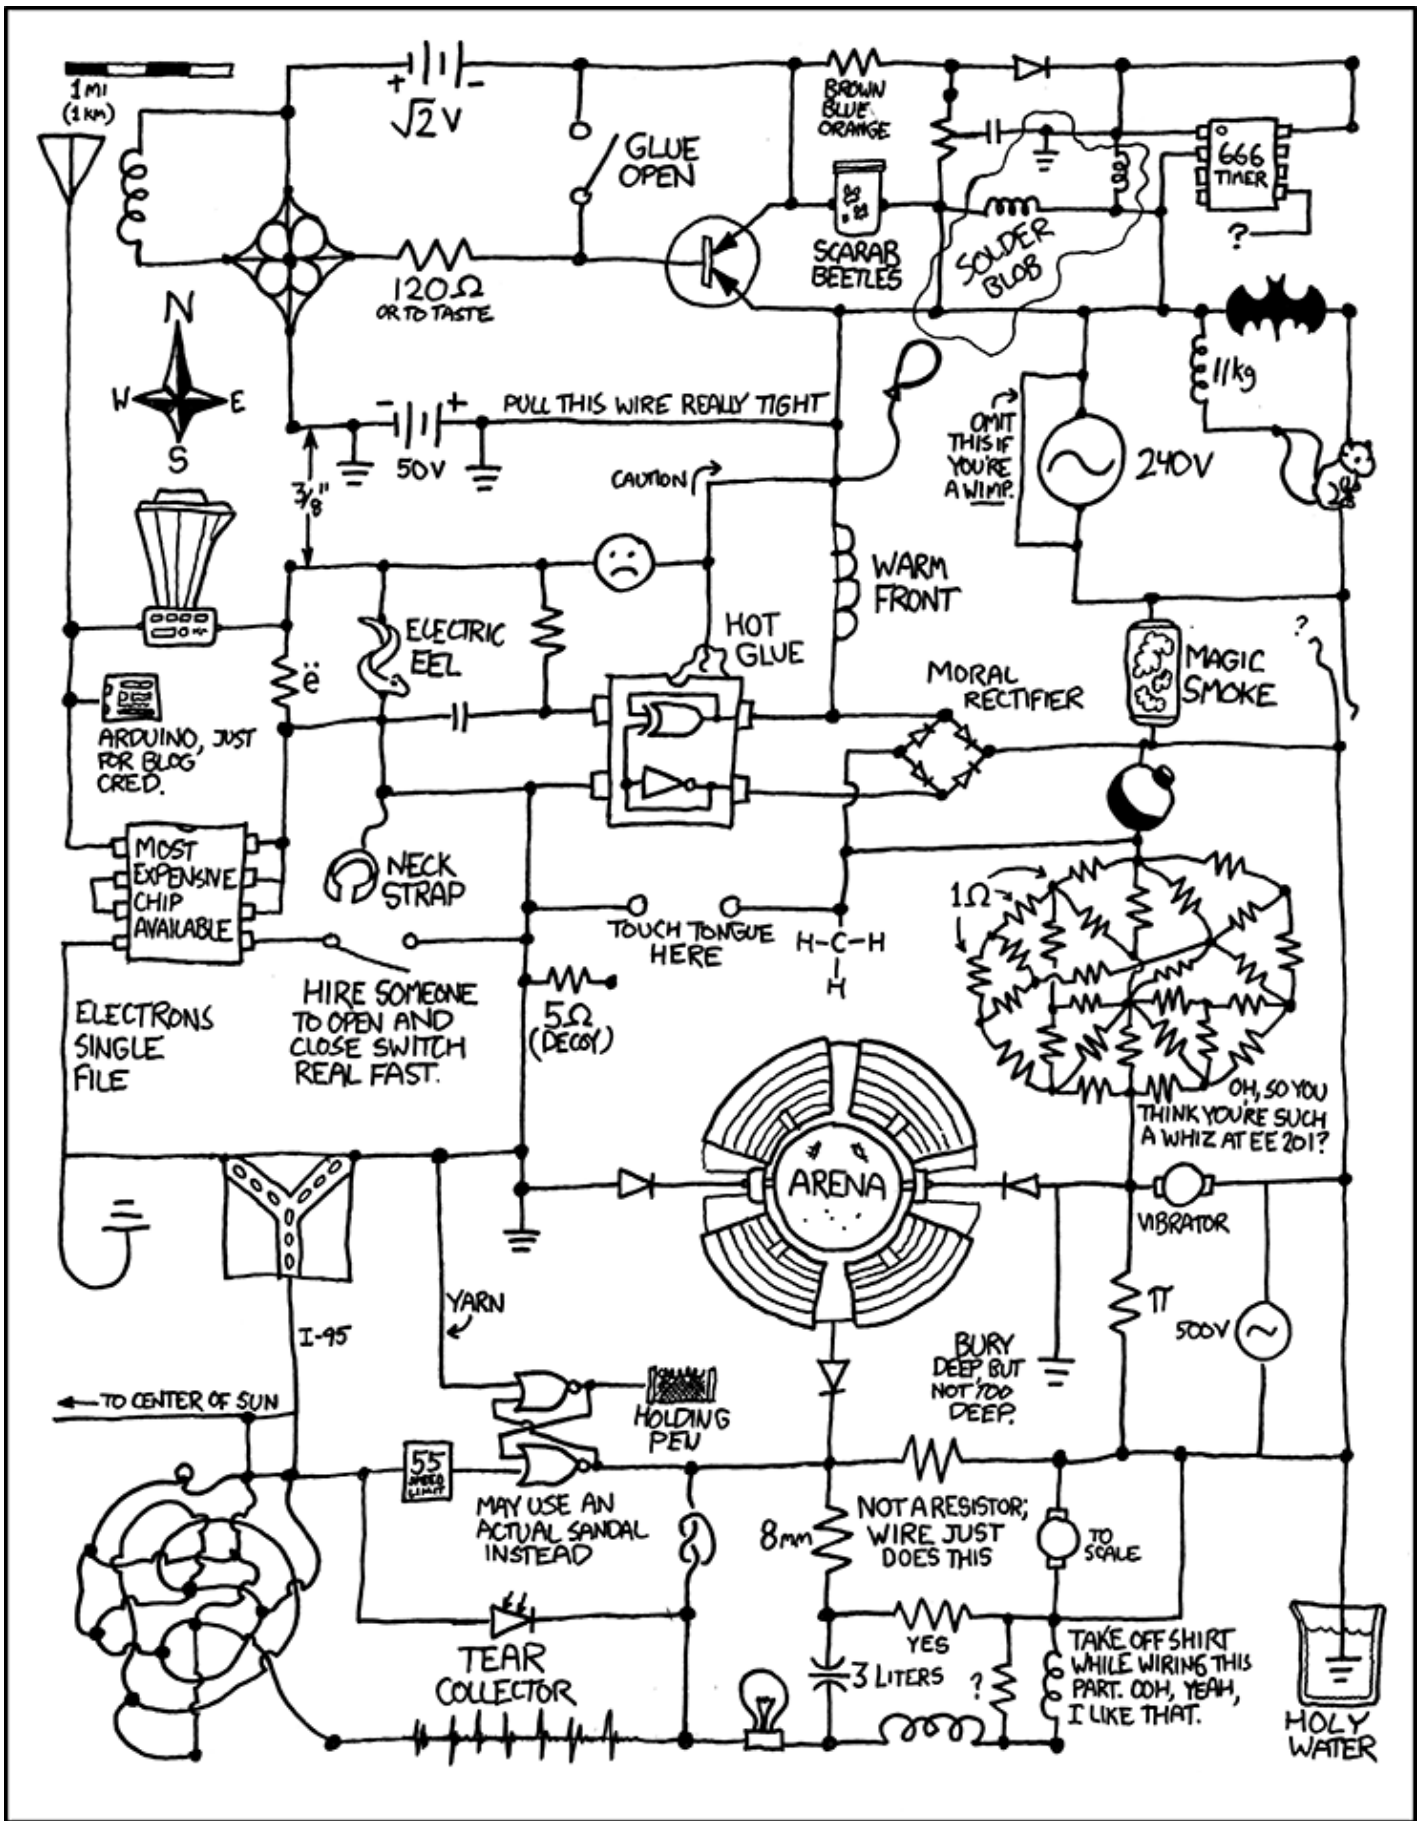 1 MI
(1 KM)
+
-
√2 V
GLUE
OPEN
BROWN
BLUE
ORANGE
666
TIMER
?
SCARAB
BEETLES
SOLDER
BLOB
120Ω
OR TO TASTE
N
W
E
S
-
+
50V
PULL THIS WIRE REALLY TIGHT
3/8"
CAUTION
OMIT
THIS IF
YOU'RE
A WIMP.
240V
11kg
ELECTRIC
EEL
ë
HOT
GLUE
WARM
FRONT
MORAL
RECTIFIER
MAGIC
SMOKE
?
ARDUINO, JUST
FOR BLOG
CRED.
MOST
EXPENSIVE
CHIP
AVAILABLE
NECK
STRAP
TOUCH TONGUE
HERE
H-C-H
H
1Ω
ELECTRONS
SINGLE
FILE
HIRE SOMEONE
TO OPEN AND
CLOSE SWITCH
REAL FAST.
5Ω
(DECOY)
OH, SO YOU
THINK YOU'RE SUCH
A WHIZ AT EE 201?
ARENA
VIBRATOR
I-95
YARN
π
500V
BURY
DEEP, BUT
NOT TOO
DEEP.
TO CENTER OF SUN
HOLDING
PEN
55
SPEED
LIMIT
MAY USE AN
ACTUAL SANDAL
INSTEAD
8mm
NOT A RESISTOR;
WIRE JUST
DOES THIS
TO
SCALE
TEAR
COLLECTOR
YES
3 LITERS
?
TAKE OFF SHIRT
WHILE WIRING THIS
PART. OOH, YEAH,
I LIKE THAT.
HOLY
WATER